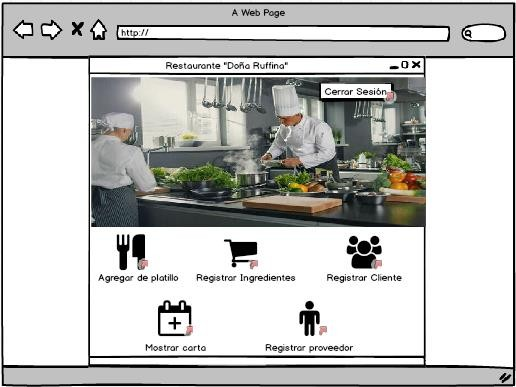 A Web Page
http://
Restaurante "Doña Ruffina"
Cerrar Sesión
Agregar de platillo
Registrar Ingredientes
Registrar Cliente
Mostrar carta
Registrar proveedor